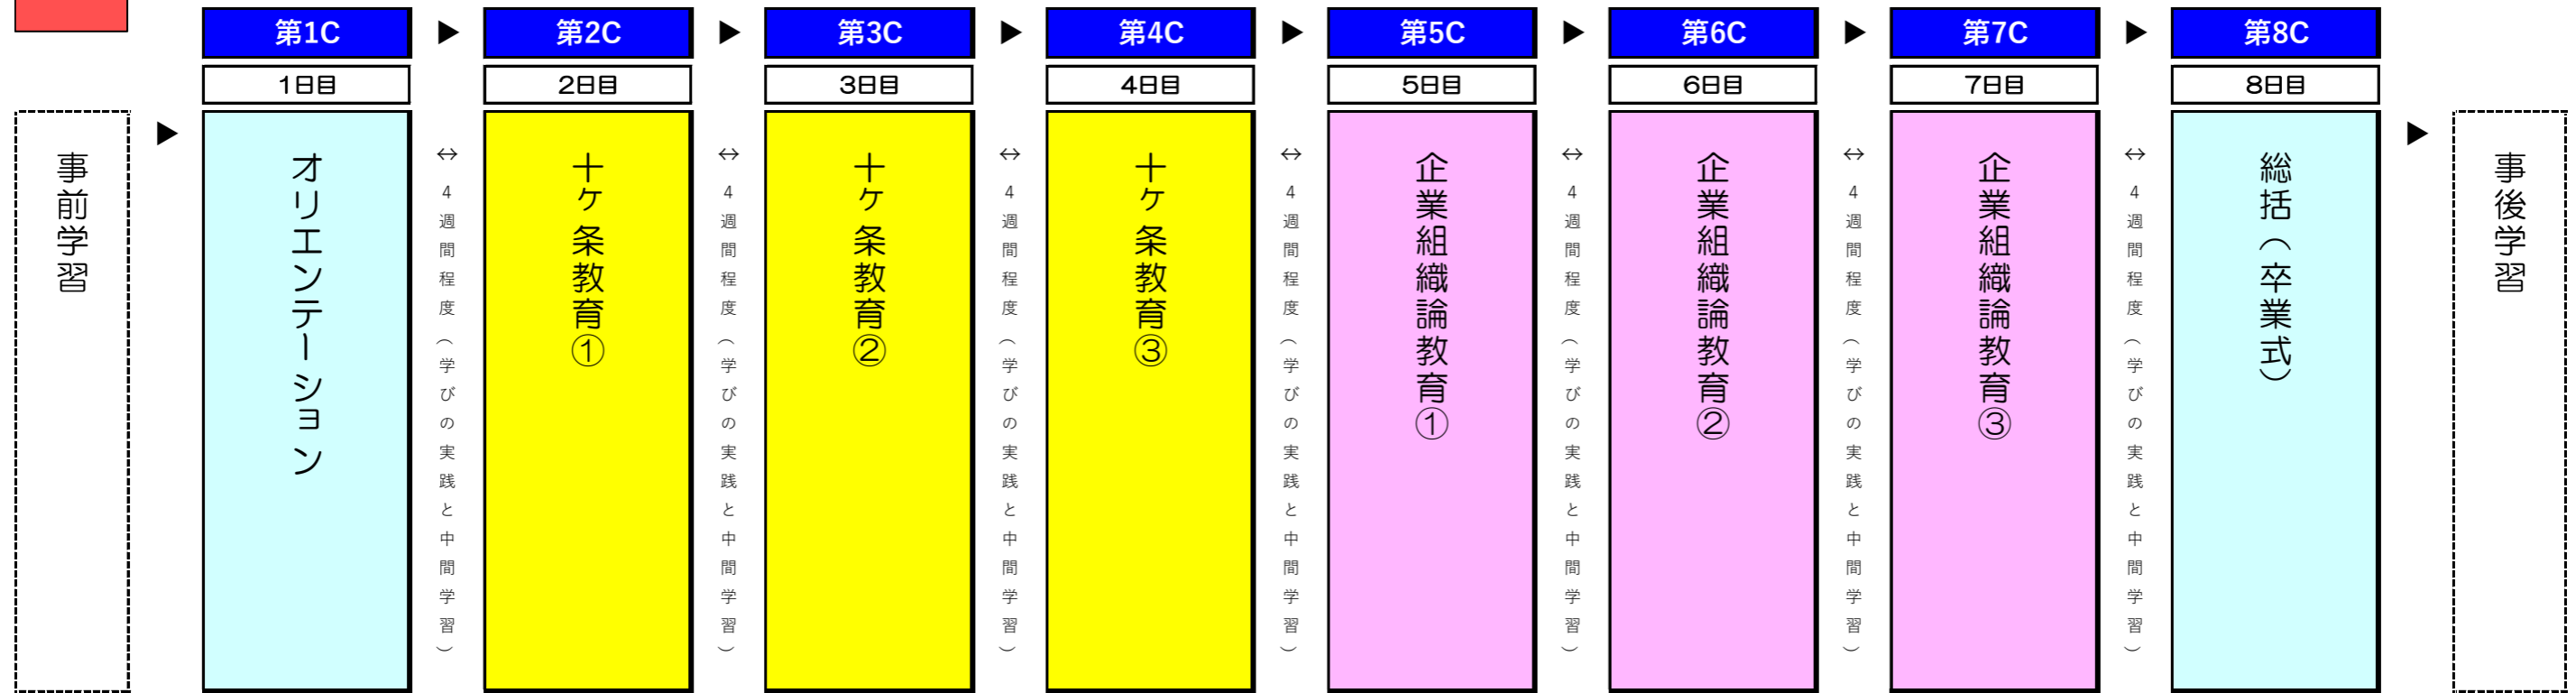 第1C ▶ 第2C ▶ 第3C ▶ 第4C ▶ 第5C ▶ 第6C ▶ 第7C ▶ 第8C
1日目 2日目 3日目 4日目 5日目 6日目 7日目 8日目
事前学習
▶
オリエンテーション
↔4週間程度（学びの実践と中間学習）
十ケ条教育①
↔4週間程度（学びの実践と中間学習）
十ケ条教育②
↔4週間程度（学びの実践と中間学習）
十ケ条教育③
↔4週間程度（学びの実践と中間学習）
企業組織論教育①
↔4週間程度（学びの実践と中間学習）
企業組織論教育②
↔4週間程度（学びの実践と中間学習）
企業組織論教育③
↔4週間程度（学びの実践と中間学習）
総括（卒業式）
▶
事後学習